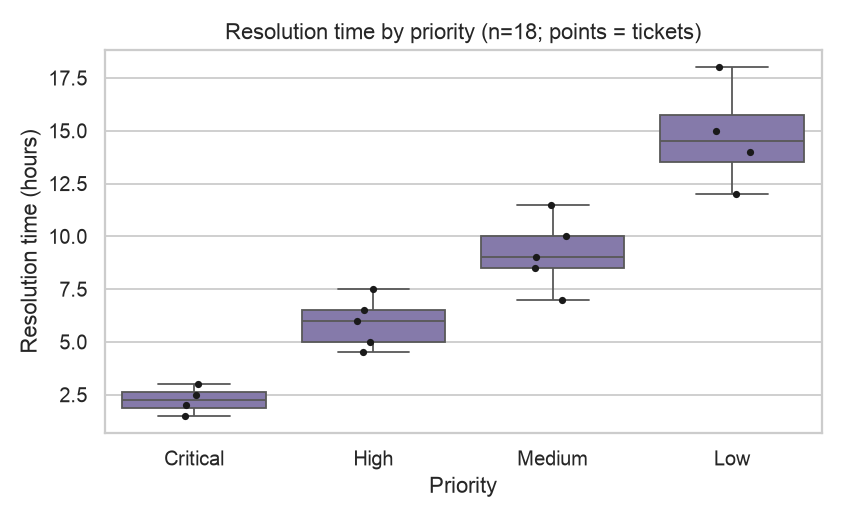 Resolution time by priority (n=18; points = tickets)
17.5
15.0
12.5
10.0
7.5
5.0
2.5
Resolution time (hours)
Critical High Medium Low
Priority